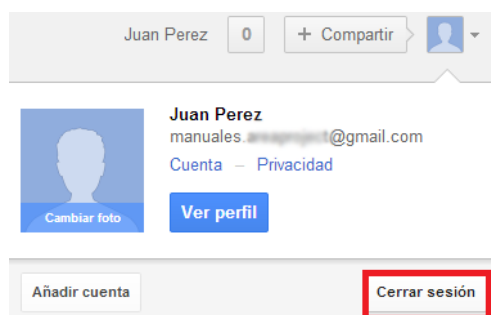 Juan Perez 0 + Compartir
Juan Perez
manuales. @gmail.com
Cuenta – Privacidad
Cambiar foto
Ver perfil
Añadir cuenta
Cerrar sesión